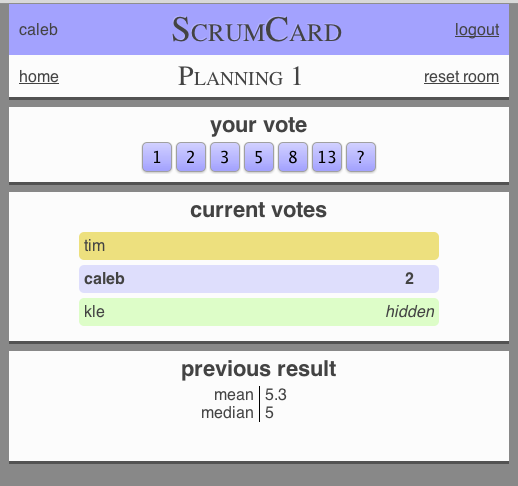 caleb ScrumCard logout
home Planning 1 reset room
your vote
1 2 3 5 8 13 ?
current votes
tim
caleb 2
kle hidden
previous result
mean 5.3
median 5